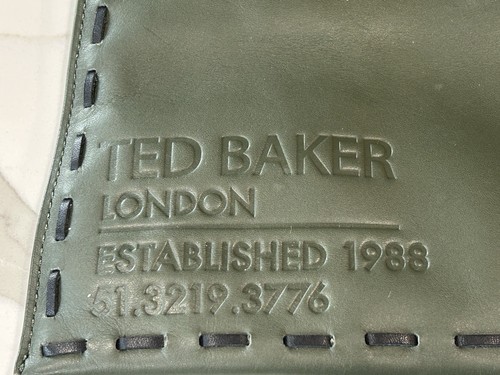 TED BAKER
LONDON
ESTABLISHED 1988
51.3219.3776